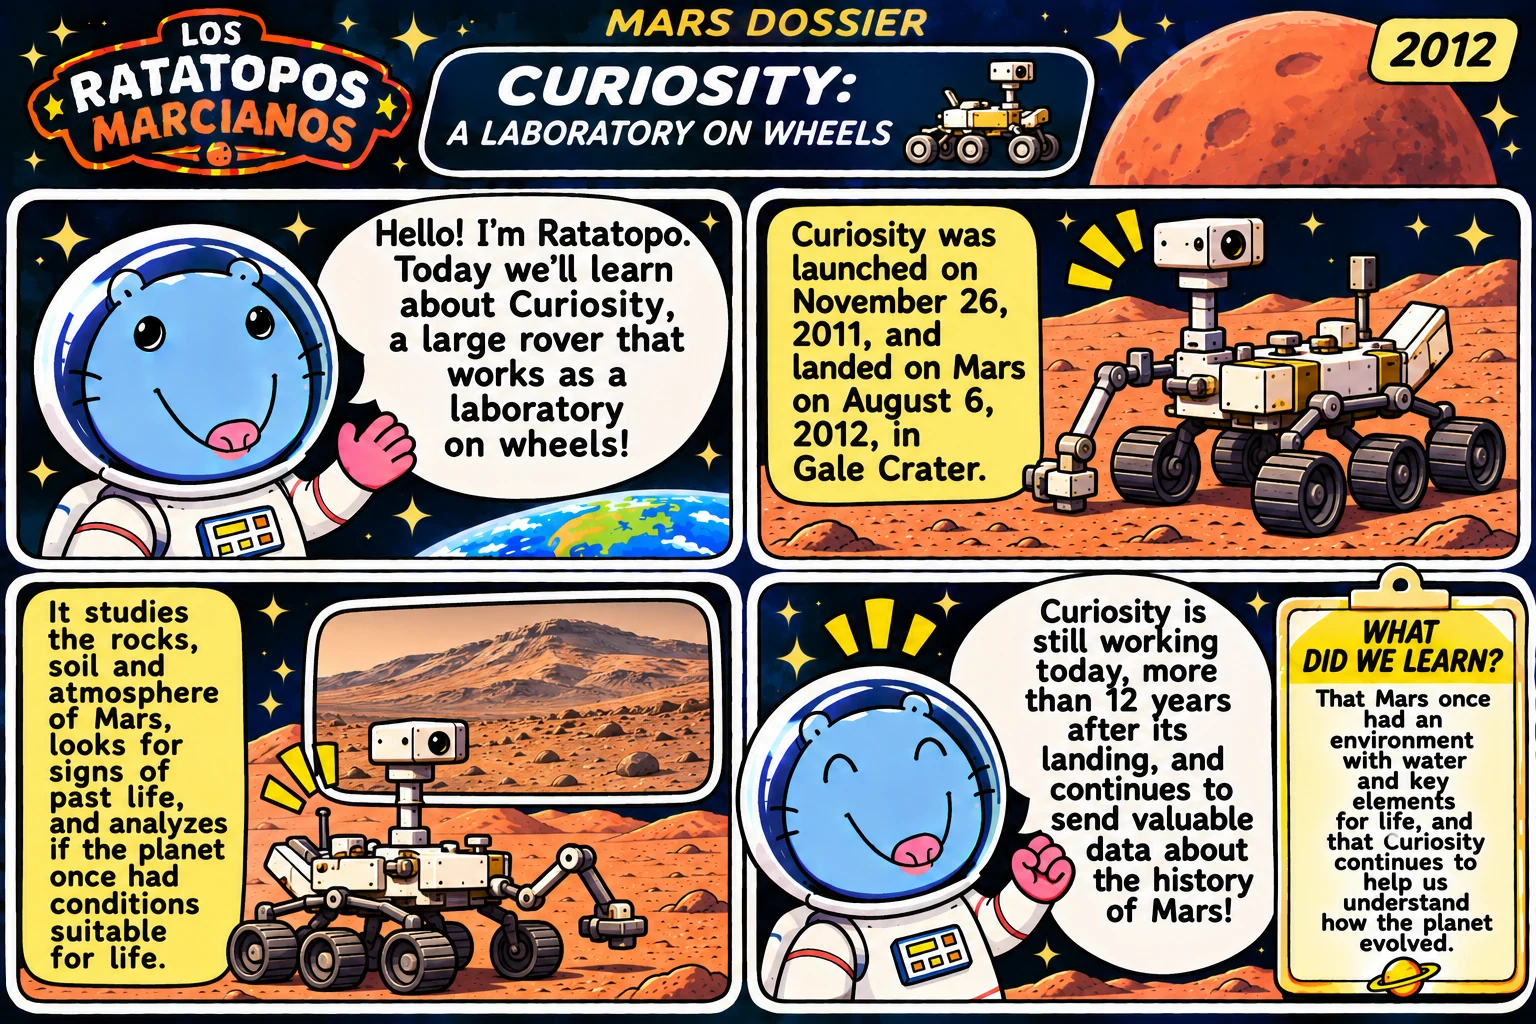 LOS
RATATOPOS
MARCIANOS
MARS DOSSIER
CURIOSITY:
A LABORATORY ON WHEELS
2012
Hello! I'm Ratatopo.
Today we'll learn
about Curiosity,
a large rover that
works as a
laboratory
on wheels!
Curiosity was
launched on
November 26,
2011, and
landed on Mars
on August 6,
2012, in
Gale Crater.
It studies
the rocks,
soil and
atmosphere
of Mars,
looks for
signs of
past life,
and analyzes
if the planet
once had
conditions
suitable
for life.
Curiosity is
still working
today, more
than 12 years
after its
landing, and
continues to
send valuable
data about
the history
of Mars!
WHAT
DID WE LEARN?
That Mars once
had an
environment
with water
and key
elements
for life, and
that Curiosity
continues to
help us
understand
how the planet
evolved.